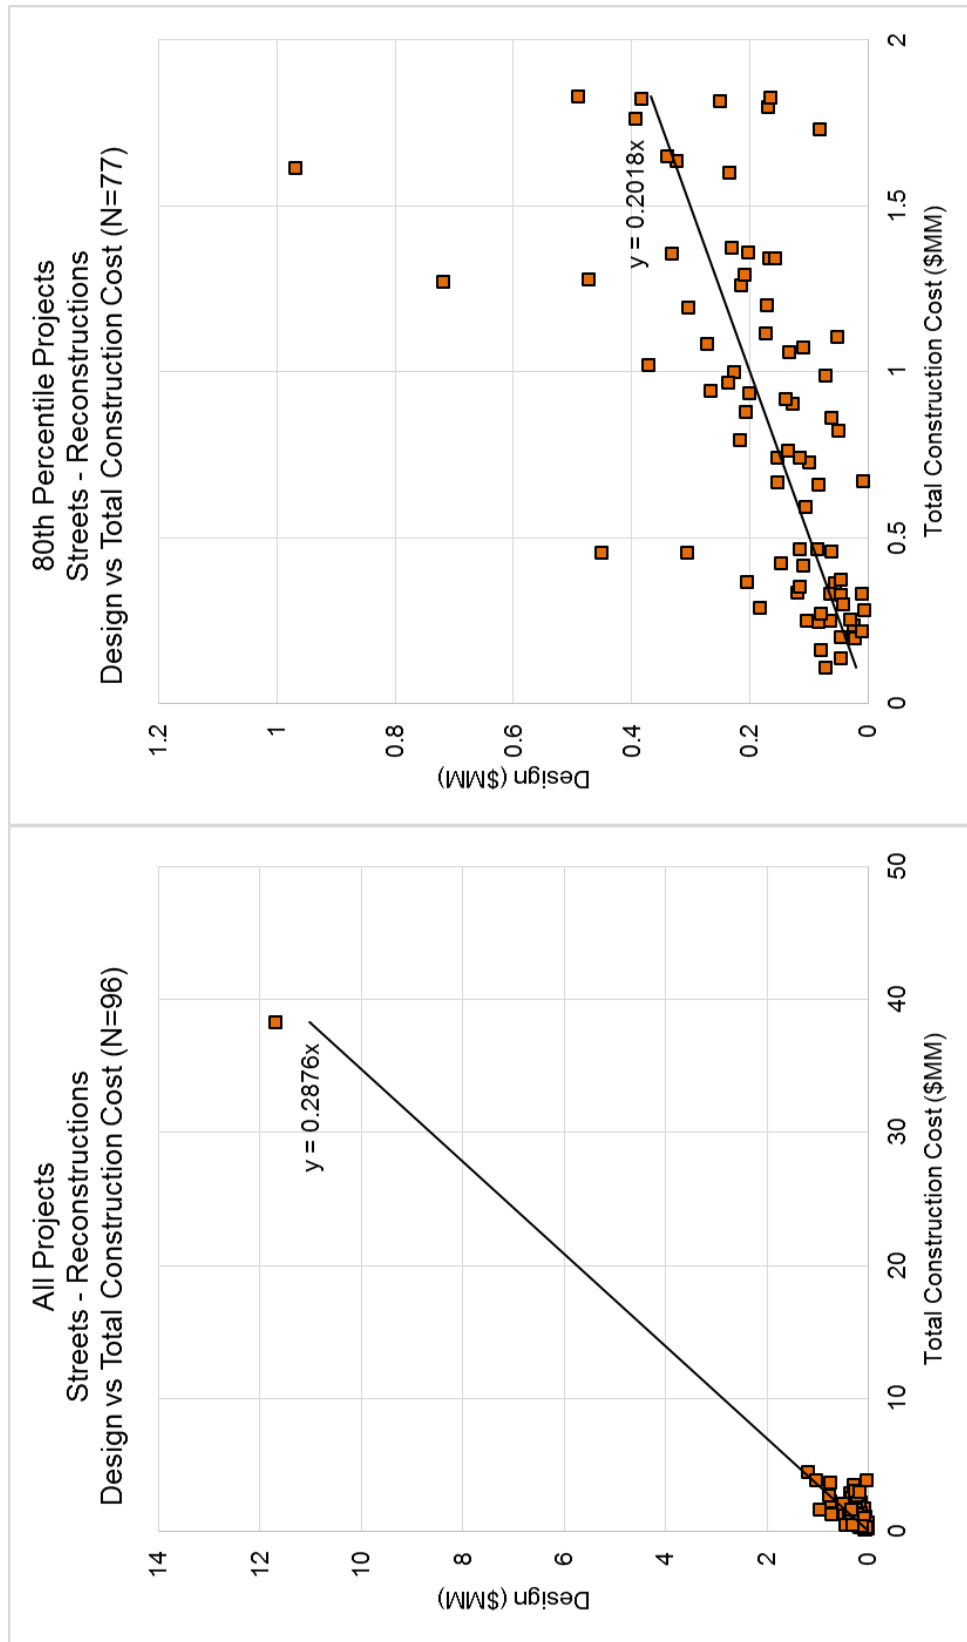 All Projects
Streets - Reconstructions
Design vs Total Construction Cost (N=96)
14
12
10
8
6
4
2
0
Design ($MM)
y = 0.2876x
0
10
20
30
40
50
Total Construction Cost ($MM)
80th Percentile Projects
Streets - Reconstructions
Design vs Total Construction Cost (N=77)
1.2
1
0.8
0.6
0.4
0.2
0
Design ($MM)
y = 0.2018x
0
0.5
1
1.5
2
Total Construction Cost ($MM)